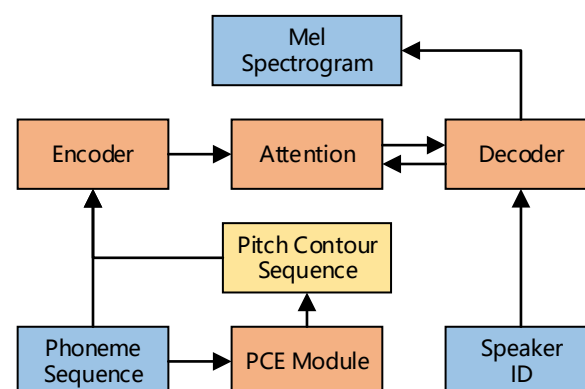 Mel
Spectrogram
Encoder
Attention
Decoder
Pitch Contour
Sequence
Phoneme
Sequence
PCE Module
Speaker
ID